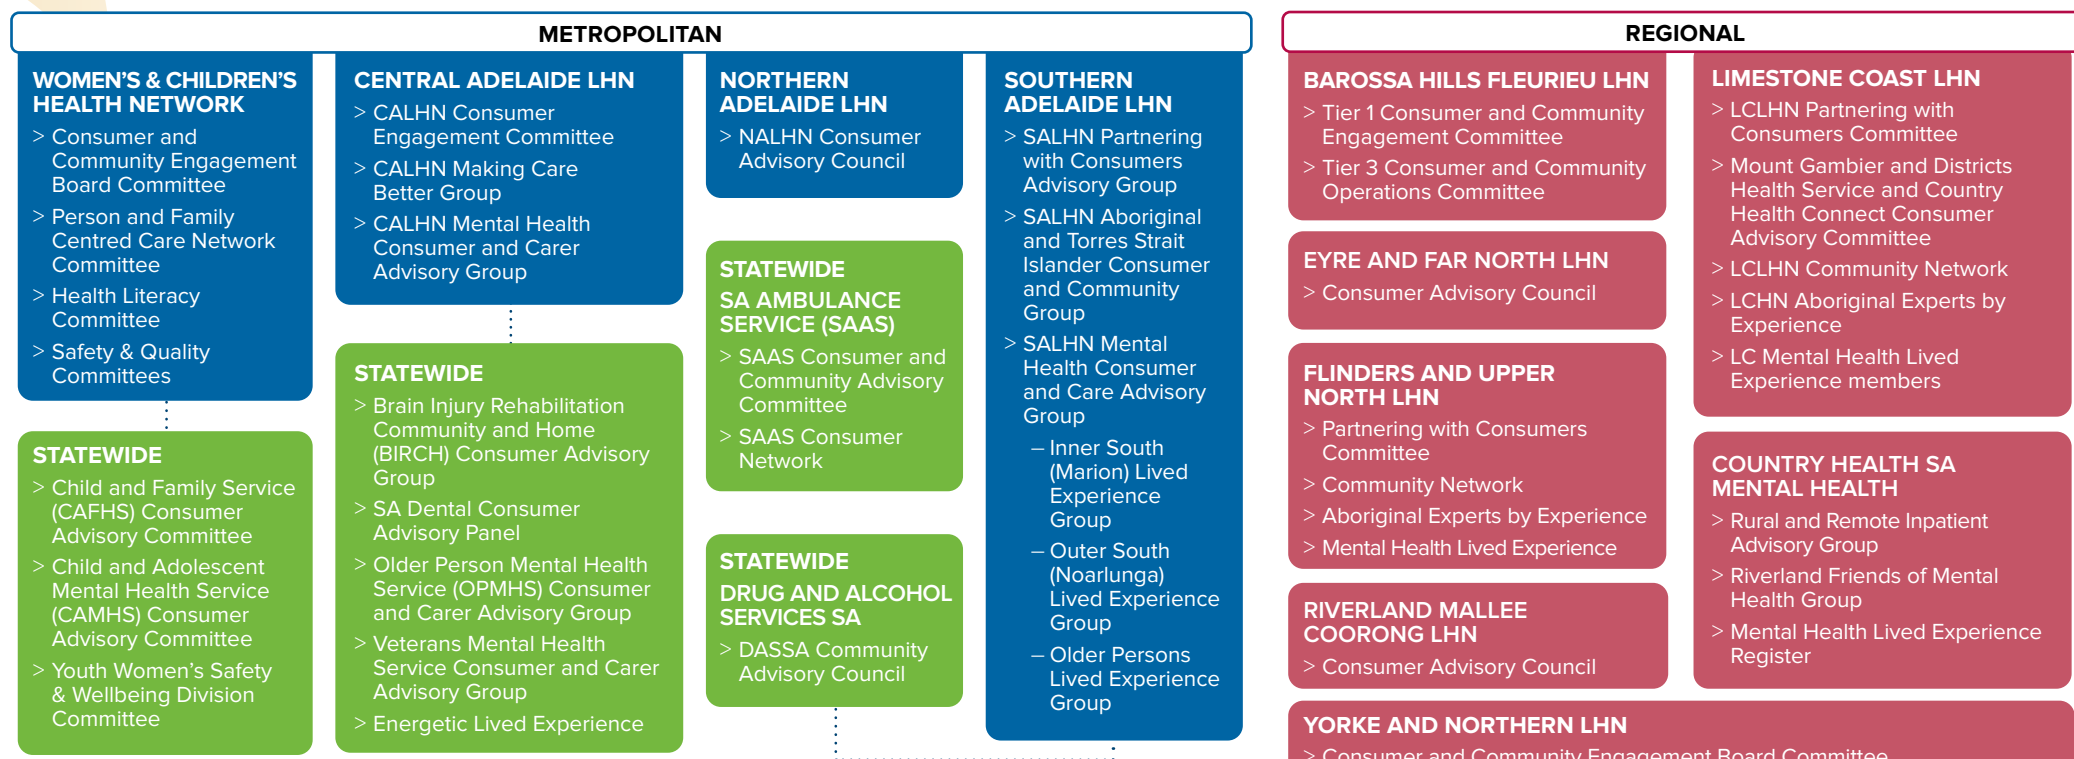 METROPOLITAN
WOMEN'S & CHILDREN'S
HEALTH NETWORK
> Consumer and
Community Engagement
Board Committee
> Person and Family
Centred Care Network
Committee
> Health Literacy
Committee
> Safety & Quality
Committees
STATEWIDE
> Child and Family Service
(CAFHS) Consumer
Advisory Committee
> Child and Adolescent
Mental Health Service
(CAMHS) Consumer
Advisory Committee
> Youth Women's Safety
& Wellbeing Division
Committee
CENTRAL ADELAIDE LHN
> CALHN Consumer
Engagement Committee
> CALHN Making Care
Better Group
> CALHN Mental Health
Consumer and Carer
Advisory Group
STATEWIDE
> Brain Injury Rehabilitation
Community and Home
(BIRCH) Consumer Advisory
Group
> SA Dental Consumer
Advisory Panel
> Older Person Mental Health
Service (OPMHS) Consumer
and Carer Advisory Group
> Veterans Mental Health
Service Consumer and Carer
Advisory Group
> Energetic Lived Experience
NORTHERN
ADELAIDE LHN
> NALHN Consumer
Advisory Council
STATEWIDE
SA AMBULANCE
SERVICE (SAAS)
> SAAS Consumer and
Community Advisory
Committee
> SAAS Consumer
Network
STATEWIDE
DRUG AND ALCOHOL
SERVICES SA
> DASSA Community
Advisory Council
SOUTHERN
ADELAIDE LHN
> SALHN Partnering
with Consumers
Advisory Group
> SALHN Aboriginal
and Torres Strait
Islander Consumer
and Community
Group
> SALHN Mental
Health Consumer
and Care Advisory
Group
– Inner South
(Marion) Lived
Experience
Group
– Outer South
(Noarlunga)
Lived Experience
Group
– Older Persons
Lived Experience
Group
REGIONAL
BAROSSA HILLS FLEURIEU LHN
> Tier 1 Consumer and Community
Engagement Committee
> Tier 3 Consumer and Community
Operations Committee
EYRE AND FAR NORTH LHN
> Consumer Advisory Council
FLINDERS AND UPPER
NORTH LHN
> Partnering with Consumers
Committee
> Community Network
> Aboriginal Experts by Experience
> Mental Health Lived Experience
RIVERLAND MALLEE
COORONG LHN
> Consumer Advisory Council
LIMESTONE COAST LHN
> LCLHN Partnering with
Consumers Committee
> Mount Gambier and Districts
Health Service and Country
Health Connect Consumer
Advisory Committee
> LCLHN Community Network
> LCHN Aboriginal Experts by
Experience
> LC Mental Health Lived
Experience members
COUNTRY HEALTH SA
MENTAL HEALTH
> Rural and Remote Inpatient
Advisory Group
> Riverland Friends of Mental
Health Group
> Mental Health Lived Experience
Register
YORKE AND NORTHERN LHN
> Consumer and Community Engagement Board Committee